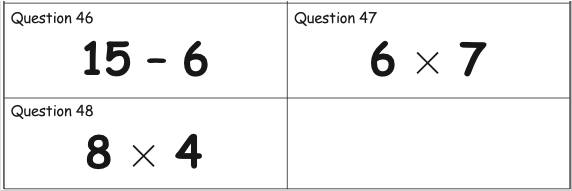 Question 46
15 - 6
Question 47
6 × 7
Question 48
8 × 4